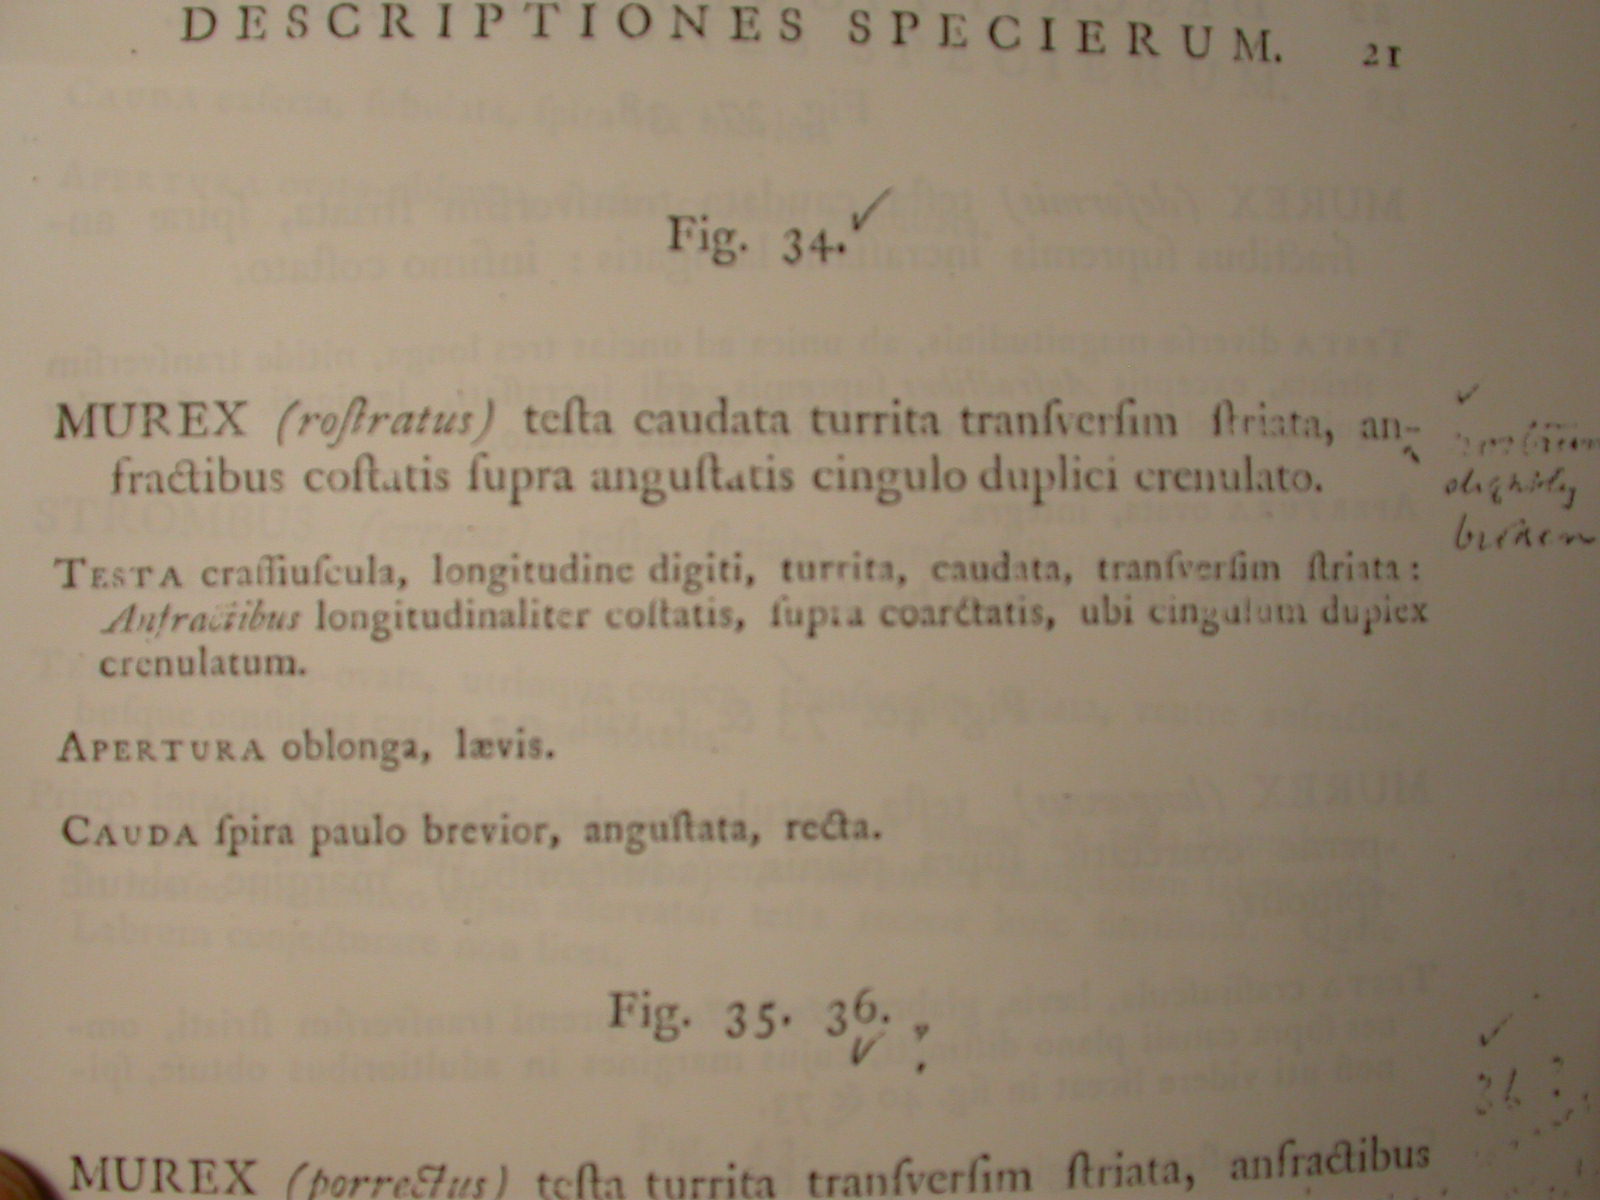 DESCRIPTIONES SPECIERUM. 21
Fig. 34.✓
MUREX (roſtratus) teſta caudata turrita tranſverſim ſtriata, an-
fractibus coſtatis ſupra anguſtatis cingulo duplici crenulato.
TESTA craſſiuſcula, longitudine digiti, turrita, caudata, tranſverſim ſtriata:
Anfractibus longitudinaliter coſtatis, ſupra coarctatis, ubi cingulum duplex
crenulatum.
APERTURA oblonga, lævis.
CAUDA ſpira paulo brevior, anguſtata, recta.
Fig. 35. 36.
✓ ?
✓
36 ?
MUREX (porrectus) teſta turrita tranſverſim ſtriata, anfractibus